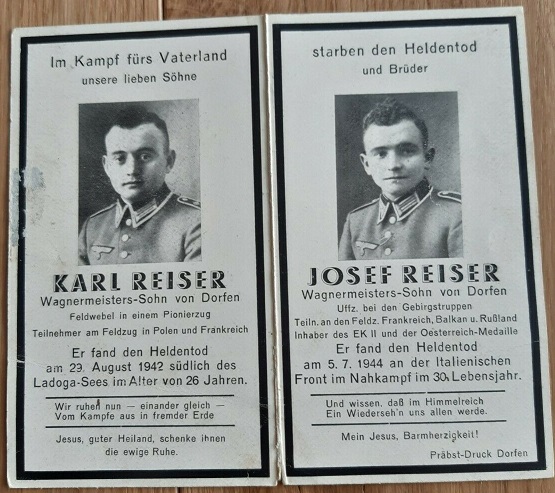 Im Kampf fürs Vaterland
unsere lieben Söhne
KARL REISER
Wagnermeisters-Sohn von Dorfen
Feldwebel in einem Pionierzug
Teilnehmer am Feldzug in Polen und Frankreich
Er fand den Heldentod
am 29. August 1942 südlich des
Ladoga-Sees im Alter von 26 Jahren.
Wir ruhen nun — einander gleich —
Vom Kampfe aus in fremder Erde
Jesus, guter Heiland, schenke ihnen
die ewige Ruhe.
starben den Heldentod
und Brüder
JOSEF REISER
Wagnermeisters-Sohn von Dorfen
Uffz. bei den Gebirgstruppen
Teiln. an den Feldz. Frankreich, Balkan u. Rußland
Inhaber des EK II und der Oesterreich-Medaille
Er fand den Heldentod
am 5. 7. 1944 an der Italienischen
Front im Nahkampf im 30. Lebensjahr.
Und wissen, daß im Himmelreich
Ein Wiederseh'n uns allen werde.
Mein Jesus, Barmherzigkeit!
Präbst-Druck Dorfen